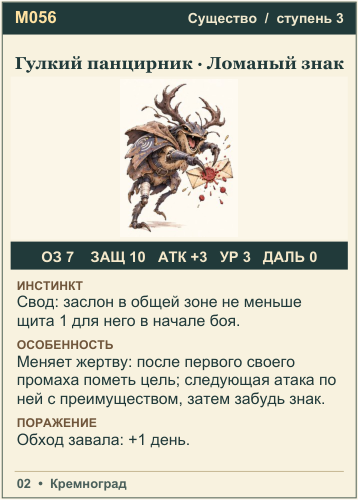 M056 Существо / ступень 3
Гулкий панцирник · Ломаный знак
ОЗ 7 ЗАЩ 10 АТК +3 УР 3 ДАЛЬ 0
ИНСТИНКТ
Свод: заслон в общей зоне не меньше
щита 1 для него в начале боя.
ОСОБЕННОСТЬ
Меняет жертву: после первого своего
промаха пометь цель; следующая атака по
ней с преимуществом, затем забудь знак.
ПОРАЖЕНИЕ
Обход завала: +1 день.
02 • Кремноград